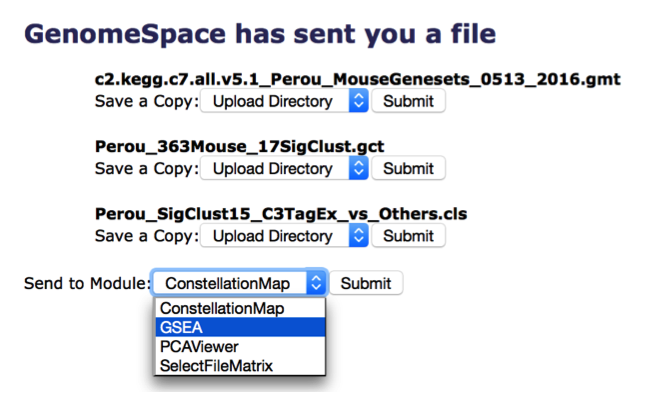 GenomeSpace has sent you a file
c2.kegg.c7.all.v5.1_Perou_MouseGenesets_0513_2016.gmt
Save a Copy: Upload Directory Submit
Perou_363Mouse_17SigClust.gct
Save a Copy: Upload Directory Submit
Perou_SigClust15_C3TagEx_vs_Others.cls
Save a Copy: Upload Directory Submit
Send to Module: ConstellationMap Submit
ConstellationMap
GSEA
PCAViewer
SelectFileMatrix